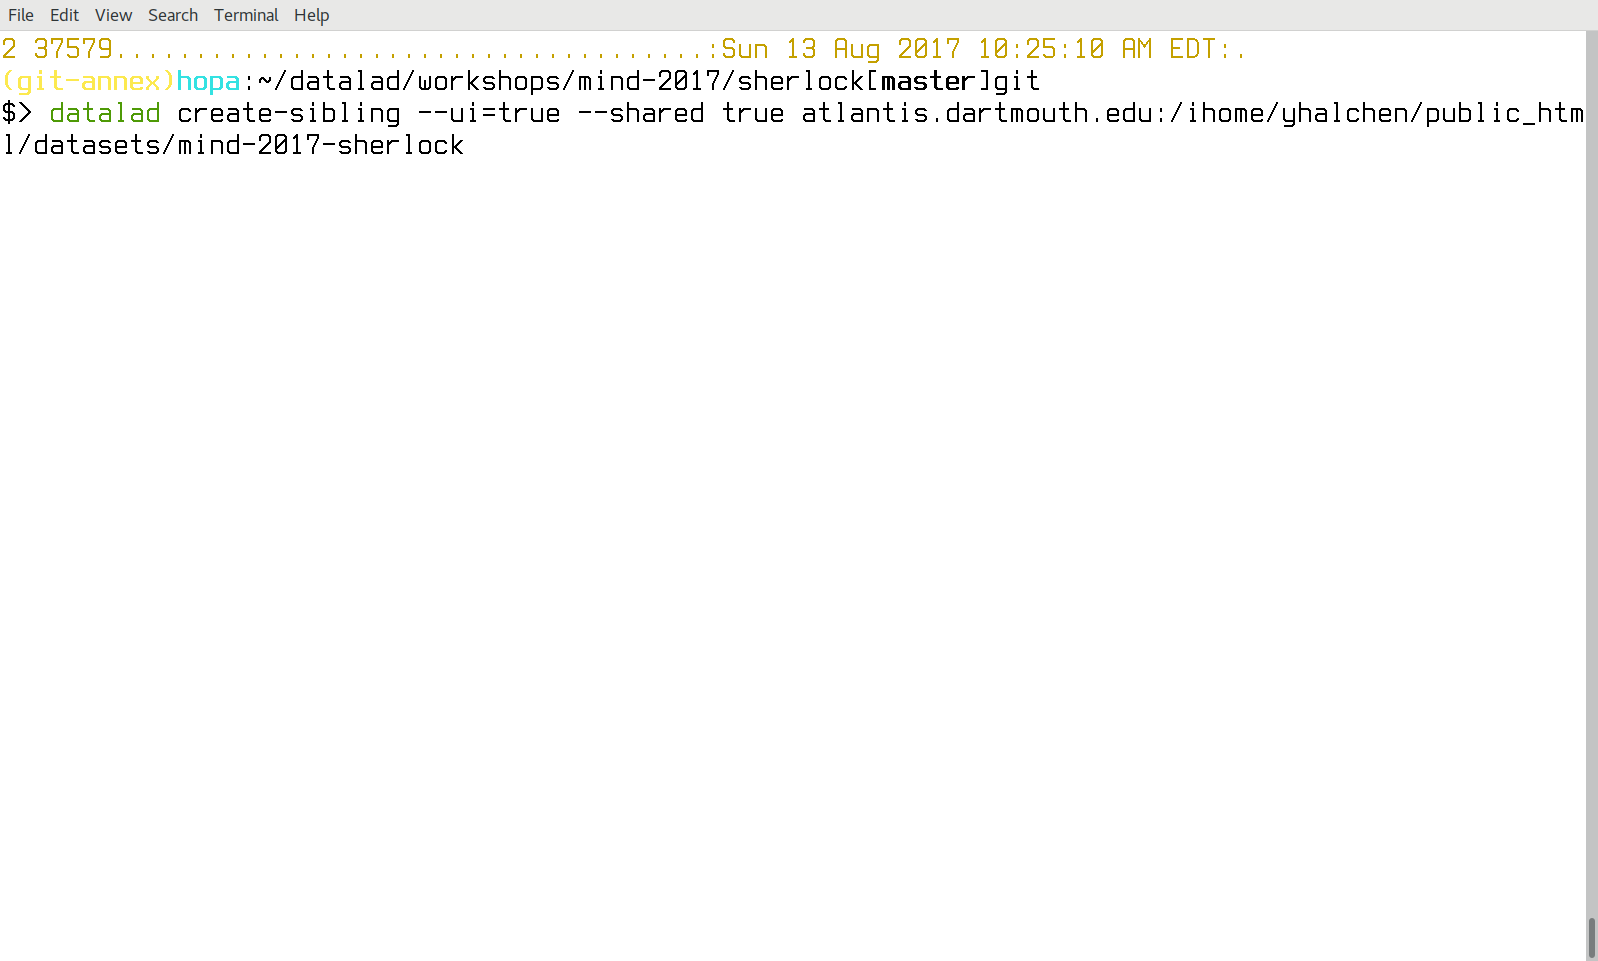 File Edit View Search Terminal Help
2 37579.....................................:Sun 13 Aug 2017 10:25:10 AM EDT:.
(git-annex)hopa:~/datalad/workshops/mind-2017/sherlock[master]git
$> datalad create-sibling --ui=true --shared true atlantis.dartmouth.edu:/ihome/yhalchen/public_htm
l/datasets/mind-2017-sherlock